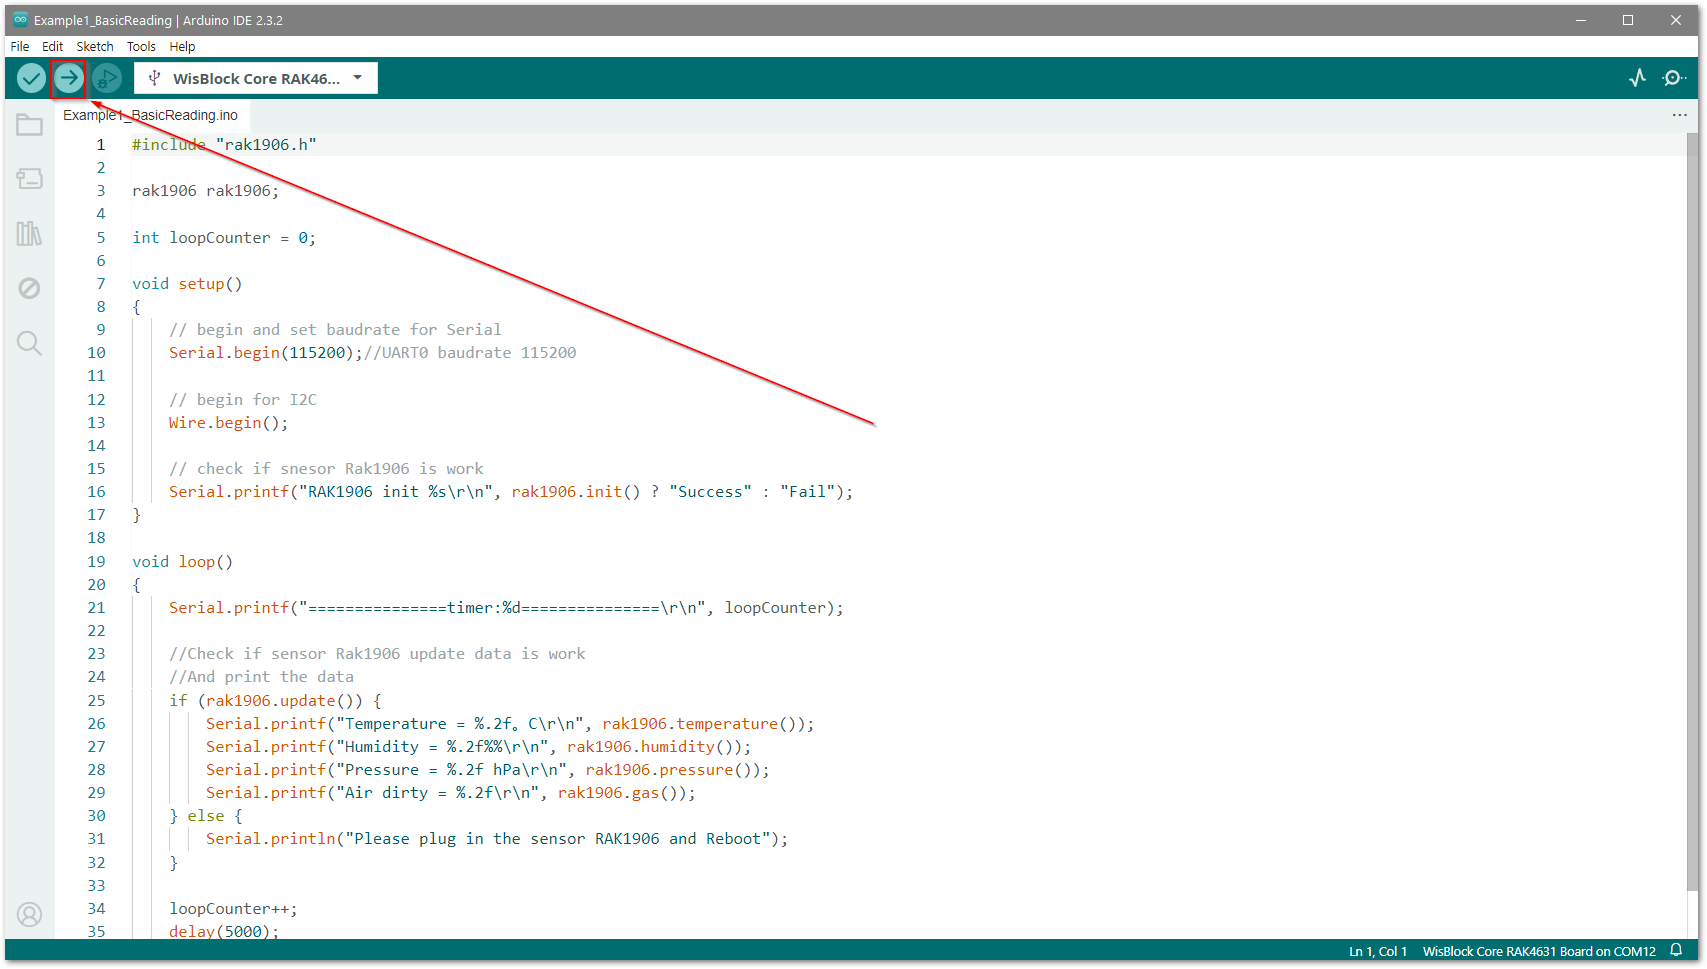 Example1_BasicReading | Arduino IDE 2.3.2
File Edit Sketch Tools Help
WisBlock Core RAK46...
Example1_BasicReading.ino
1 #include "rak1906.h"
2
3 rak1906 rak1906;
4
5 int loopCounter = 0;
6
7 void setup()
8 {
9 // begin and set baudrate for Serial
10 Serial.begin(115200);//UART0 baudrate 115200
11
12 // begin for I2C
13 Wire.begin();
14
15 // check if snesor Rak1906 is work
16 Serial.printf("RAK1906 init %s\r\n", rak1906.init() ? "Success" : "Fail");
17 }
18
19 void loop()
20 {
21 Serial.printf("===============timer:%d===============\r\n", loopCounter);
22
23 //Check if sensor Rak1906 update data is work
24 //And print the data
25 if (rak1906.update()) {
26 Serial.printf("Temperature = %.2f。C\r\n", rak1906.temperature());
27 Serial.printf("Humidity = %.2f%%\r\n", rak1906.humidity());
28 Serial.printf("Pressure = %.2f hPa\r\n", rak1906.pressure());
29 Serial.printf("Air dirty = %.2f\r\n", rak1906.gas());
30 } else {
31 Serial.println("Please plug in the sensor RAK1906 and Reboot");
32 }
33
34 loopCounter++;
35 delay(5000);
Ln 1, Col 1 WisBlock Core RAK4631 Board on COM12